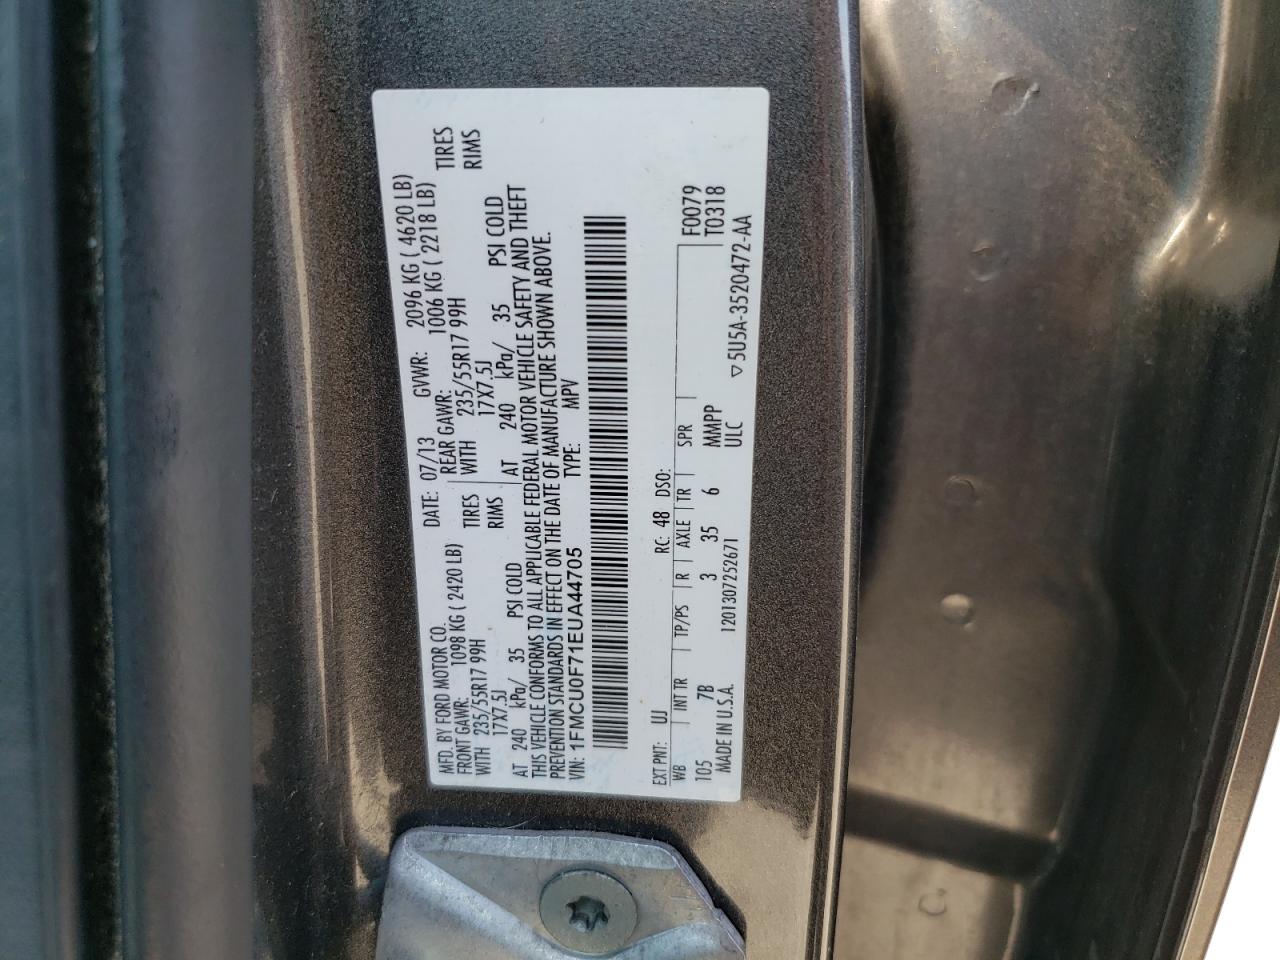 MFD. BY FORD MOTOR CO. DATE: 07/13 GVWR: 2096 KG ( 4620 LB)
FRONT GAWR: 1098 KG ( 2420 LB) REAR GAWR: 1006 KG ( 2218 LB)
WITH 235/55R17 99H TIRES WITH 235/55R17 99H TIRES
17X7.5J RIMS 17X7.5J RIMS
AT 240 kPa/ 35 PSI COLD AT 240 kPa/ 35 PSI COLD
THIS VEHICLE CONFORMS TO ALL APPLICABLE FEDERAL MOTOR VEHICLE SAFETY AND THEFT
PREVENTION STANDARDS IN EFFECT ON THE DATE OF MANUFACTURE SHOWN ABOVE.
VIN: 1FMCU0F71EUA44705 TYPE: MPV
EXT PNT: UJ RC: 48 DSO: F0079
WB INT TR TP/PS R AXLE TR SPR T0318
105 7B 3 35 6 MMPP
MADE IN U.S.A. 1201307252671 ULC ▽5U5A-3520472-AA